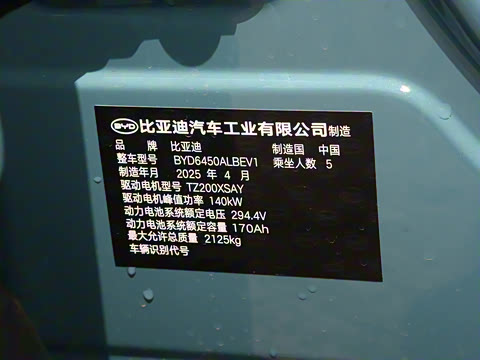 BYD 比亚迪汽车工业有限公司制造
品 牌 比亚迪 制造国 中国
整车型号 BYD6450ALBEV1 乘坐人数 5
制造年月 2025 年 4 月
驱动电机型号 TZ200XSAY
驱动电机峰值功率 140kW
动力电池系统额定电压 294.4V
动力电池系统额定容量 170Ah
最大允许总质量 2125kg
车辆识别代号